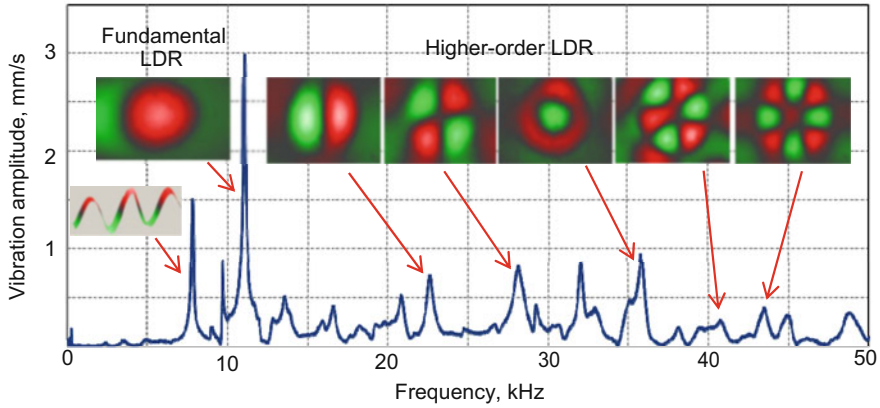 3
Fundamental
LDR
Higher-order LDR
2
1
Vibration amplitude, mm/s
0 10 20 30 40 50
Frequency, kHz